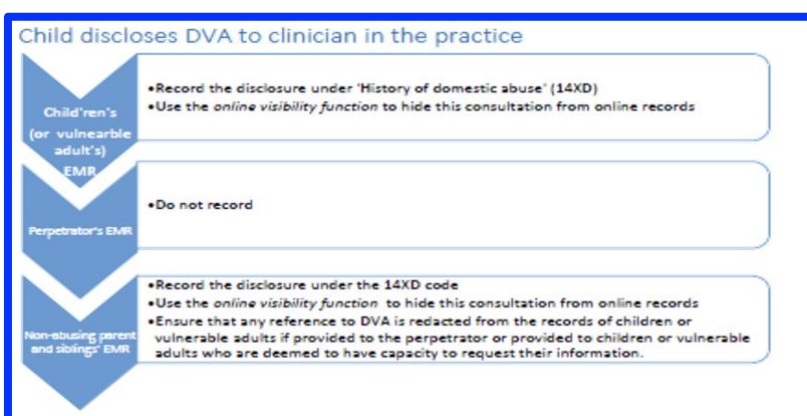 Child discloses DVA to clinician in the practice
•Record the disclosure under 'History of domestic abuse' (14XD)
•Use the online visibility function to hide this consultation from online records
Child'ren's
(or vulnearble
adult's)
EMR
•Do not record
Perpetrator's EMR
•Record the disclosure under the 14XD code
•Use the online visibility function to hide this consultation from online records
•Ensure that any reference to DVA is redacted from the records of children or
vulnerable adults if provided to the perpetrator or provided to children or vulnerable
adults who are deemed to have capacity to request their information.
Non-abusing parent
and siblings' EMR